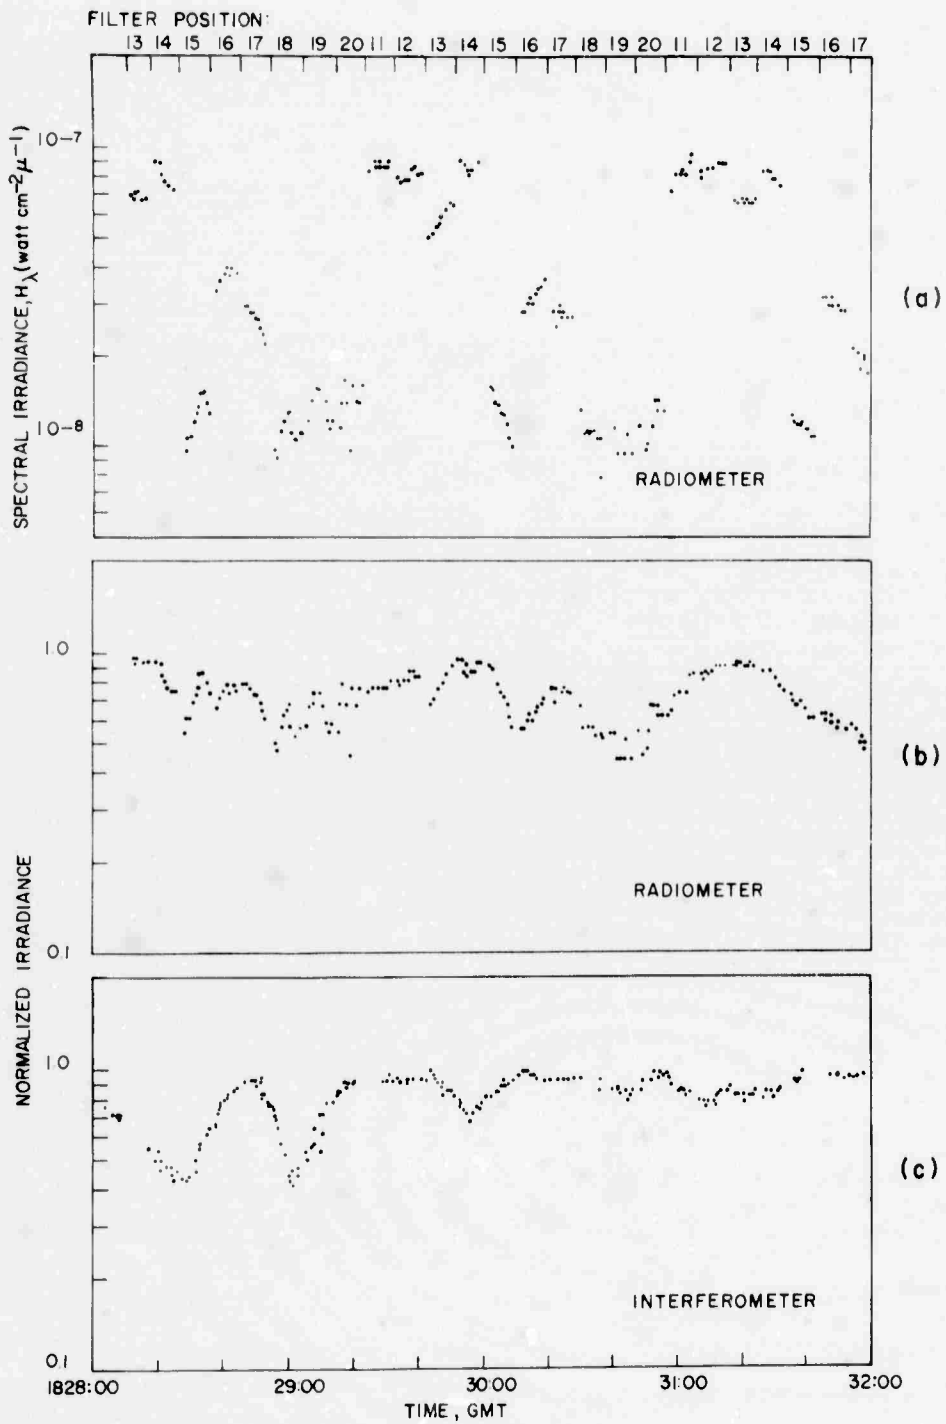 FILTER POSITION:
13 14 15 16 17 18 19 20 11 12 13 14 15 16 17 18 19 20 11 12 13 14 15 16 17
SPECTRAL IRRADIANCE, Hλ (watt cm-2 μ-1)
10-7
10-8
RADIOMETER
(a)
NORMALIZED IRRADIANCE
1.0
0.1
RADIOMETER
(b)
1.0
0.1
INTERFEROMETER
(c)
1828:00 29:00 30:00 31:00 32:00
TIME, GMT